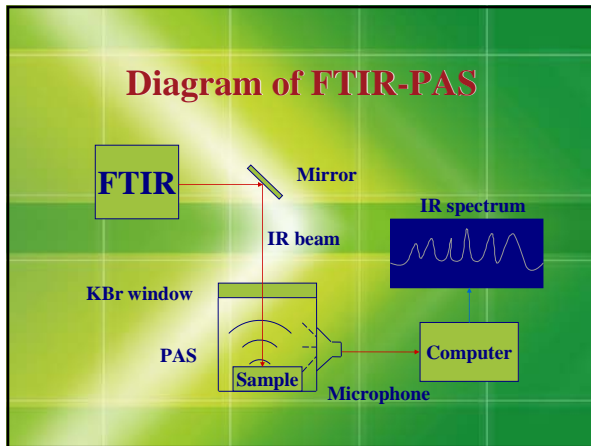 Diagram of FTIR-PAS
FTIR
Mirror
IR spectrum
IR beam
KBr window
PAS
Sample
Computer
Microphone